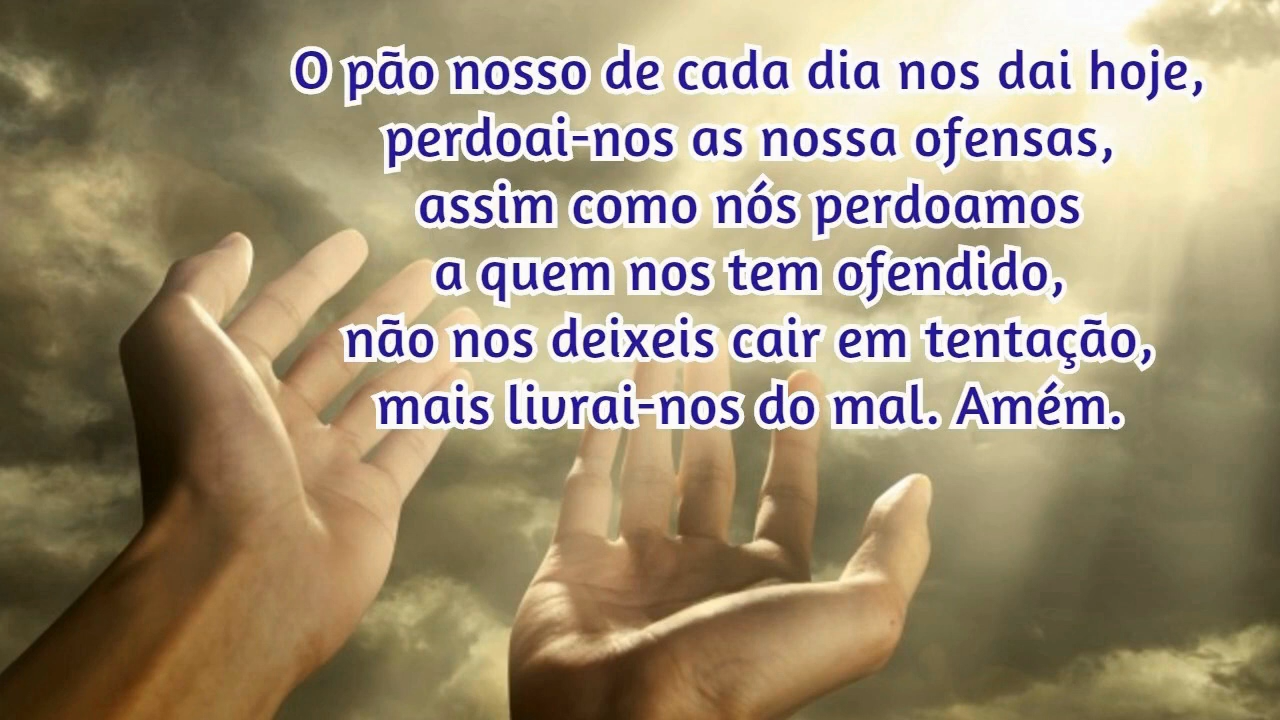 O pão nosso de cada dia nos dai hoje,
perdoai-nos as nossa ofensas,
assim como nós perdoamos
a quem nos tem ofendido,
não nos deixeis cair em tentação,
mais livrai-nos do mal. Amém.